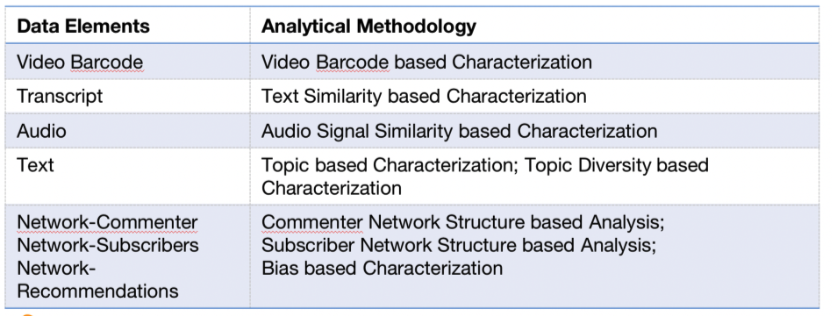 Data Elements Analytical Methodology
Video Barcode Video Barcode based Characterization
Transcript Text Similarity based Characterization
Audio Audio Signal Similarity based Characterization
Text Topic based Characterization; Topic Diversity based
Characterization
Network-Commenter Commenter Network Structure based Analysis;
Network-Subscribers Subscriber Network Structure based Analysis;
Network- Bias based Characterization
Recommendations